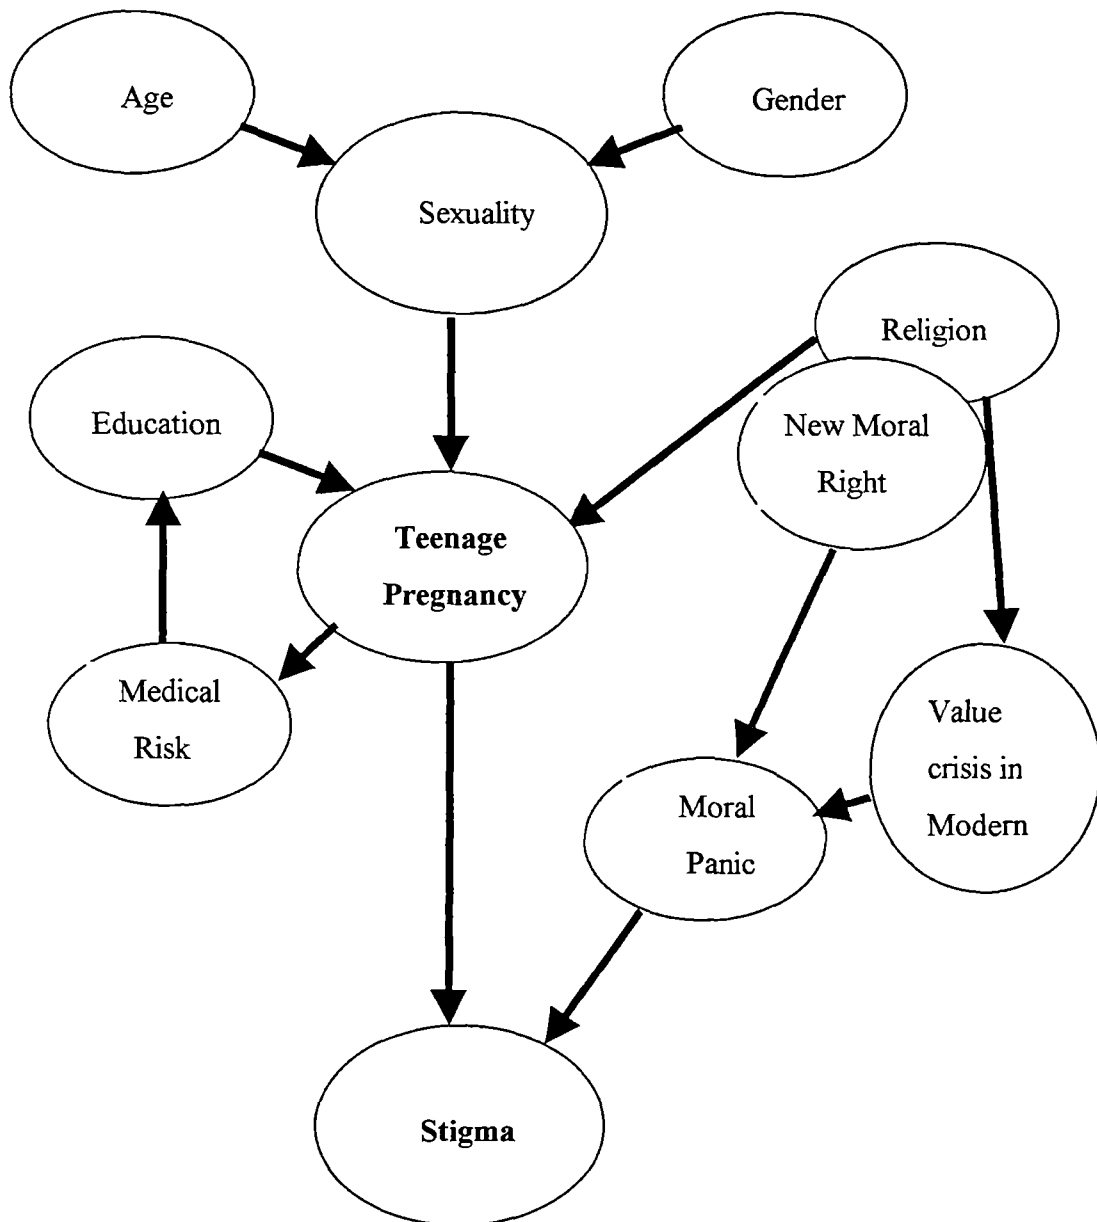 Age
Gender
Sexuality
Religion
Education
New Moral
Right
Teenage
Pregnancy
Medical
Risk
Value
crisis in
Modern
Moral
Panic
Stigma